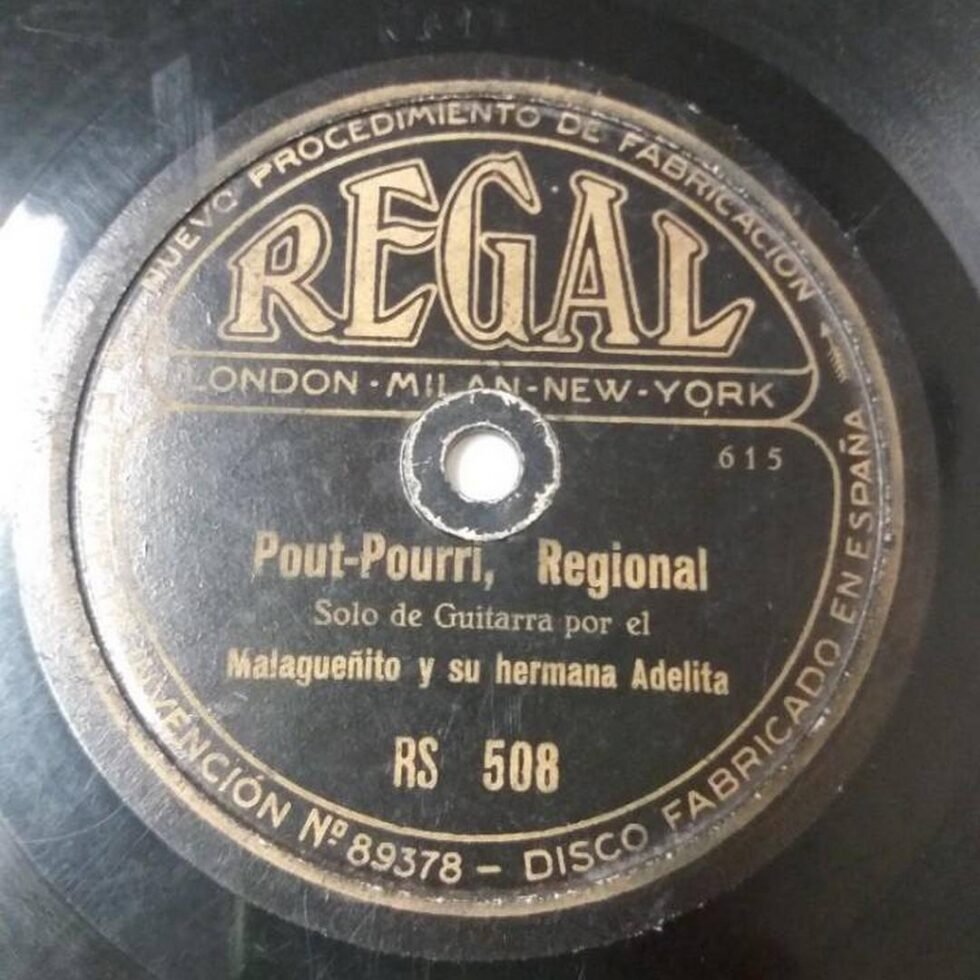 NUEVO PROCEDIMIENTO DE FABRICACIÓN
REGAL
LONDON · MILAN - NEW - YORK
615
Pout-Pourri, Regional
Solo de Guitarra por el
Malagueñito y su hermana Adelita
RS 508
INVENCIÓN Nº 89378 - DISCO FABRICADO EN ESPAÑA